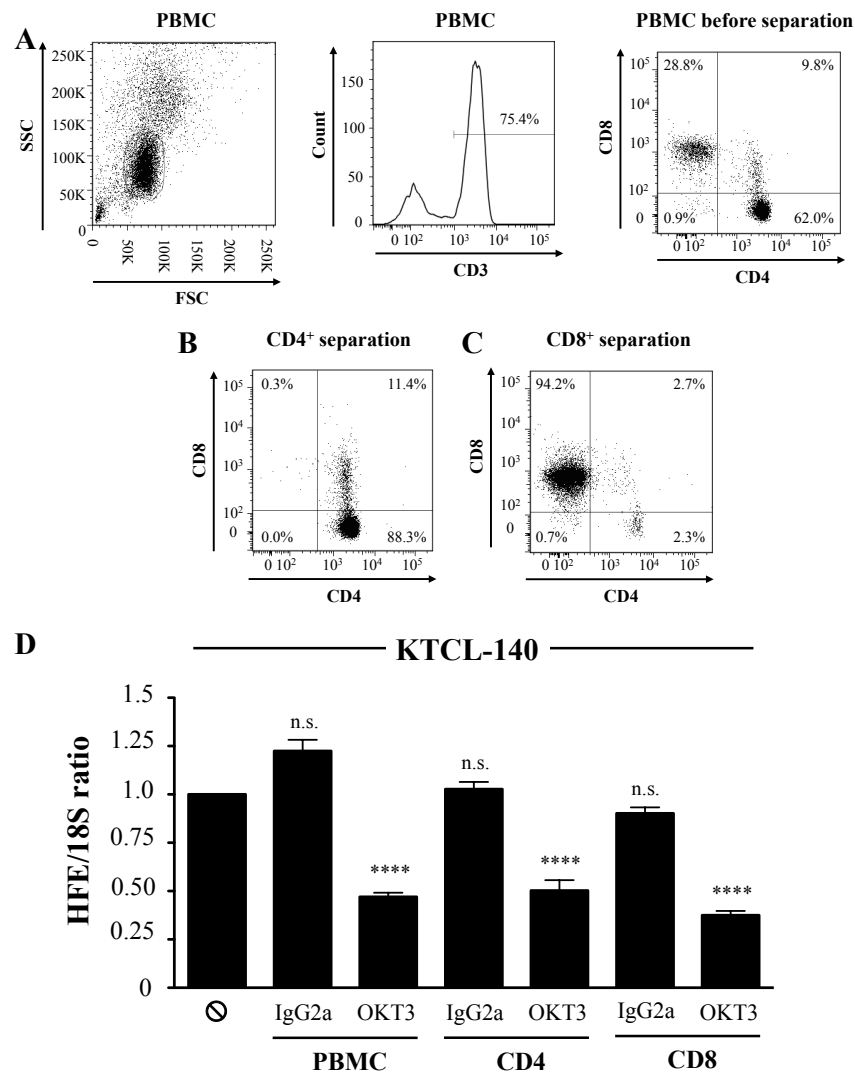 A
PBMC
SSC
250K
200K
150K
100K
50K
0
0
50K
100K
150K
200K
250K
FSC
PBMC
Count
150
100
50
0
75.4%
0 10²
10³
10⁴
10⁵
CD3
PBMC before separation
CD8
10⁵
10⁴
10³
10²
0
28.8%
9.8%
0.9%
62.0%
0 10²
10³
10⁴
10⁵
CD4
B
CD4⁺ separation
CD8
10⁵
10⁴
10³
10²
0
0.3%
11.4%
0.0%
88.3%
0 10²
10³
10⁴
10⁵
CD4
C
CD8⁺ separation
CD8
10⁵
10⁴
10³
10²
0
94.2%
2.7%
0.7%
2.3%
0 10²
10³
10⁴
10⁵
CD4
D
KTCL-140
HFE/18S ratio
1.5
1.25
1.0
0.75
0.50
0.25
0
n.s.
****
n.s.
****
n.s.
****
IgG2a OKT3 IgG2a OKT3 IgG2a OKT3
PBMC CD4 CD8